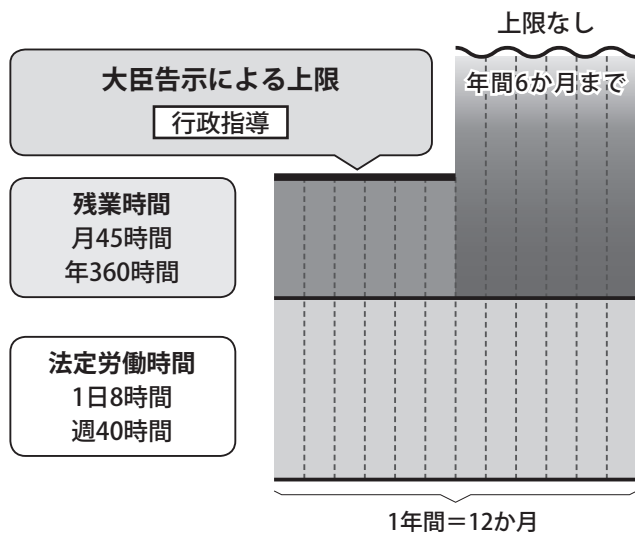 上限なし
年間6か月まで
大臣告示による上限
行政指導
残業時間
月45時間
年360時間
法定労働時間
1日8時間
週40時間
1年間＝12か月